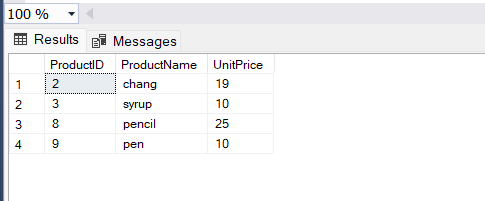 100 %
Results Messages
ProductID ProductName UnitPrice
1 2 chang 19
2 3 syrup 10
3 8 pencil 25
4 9 pen 10